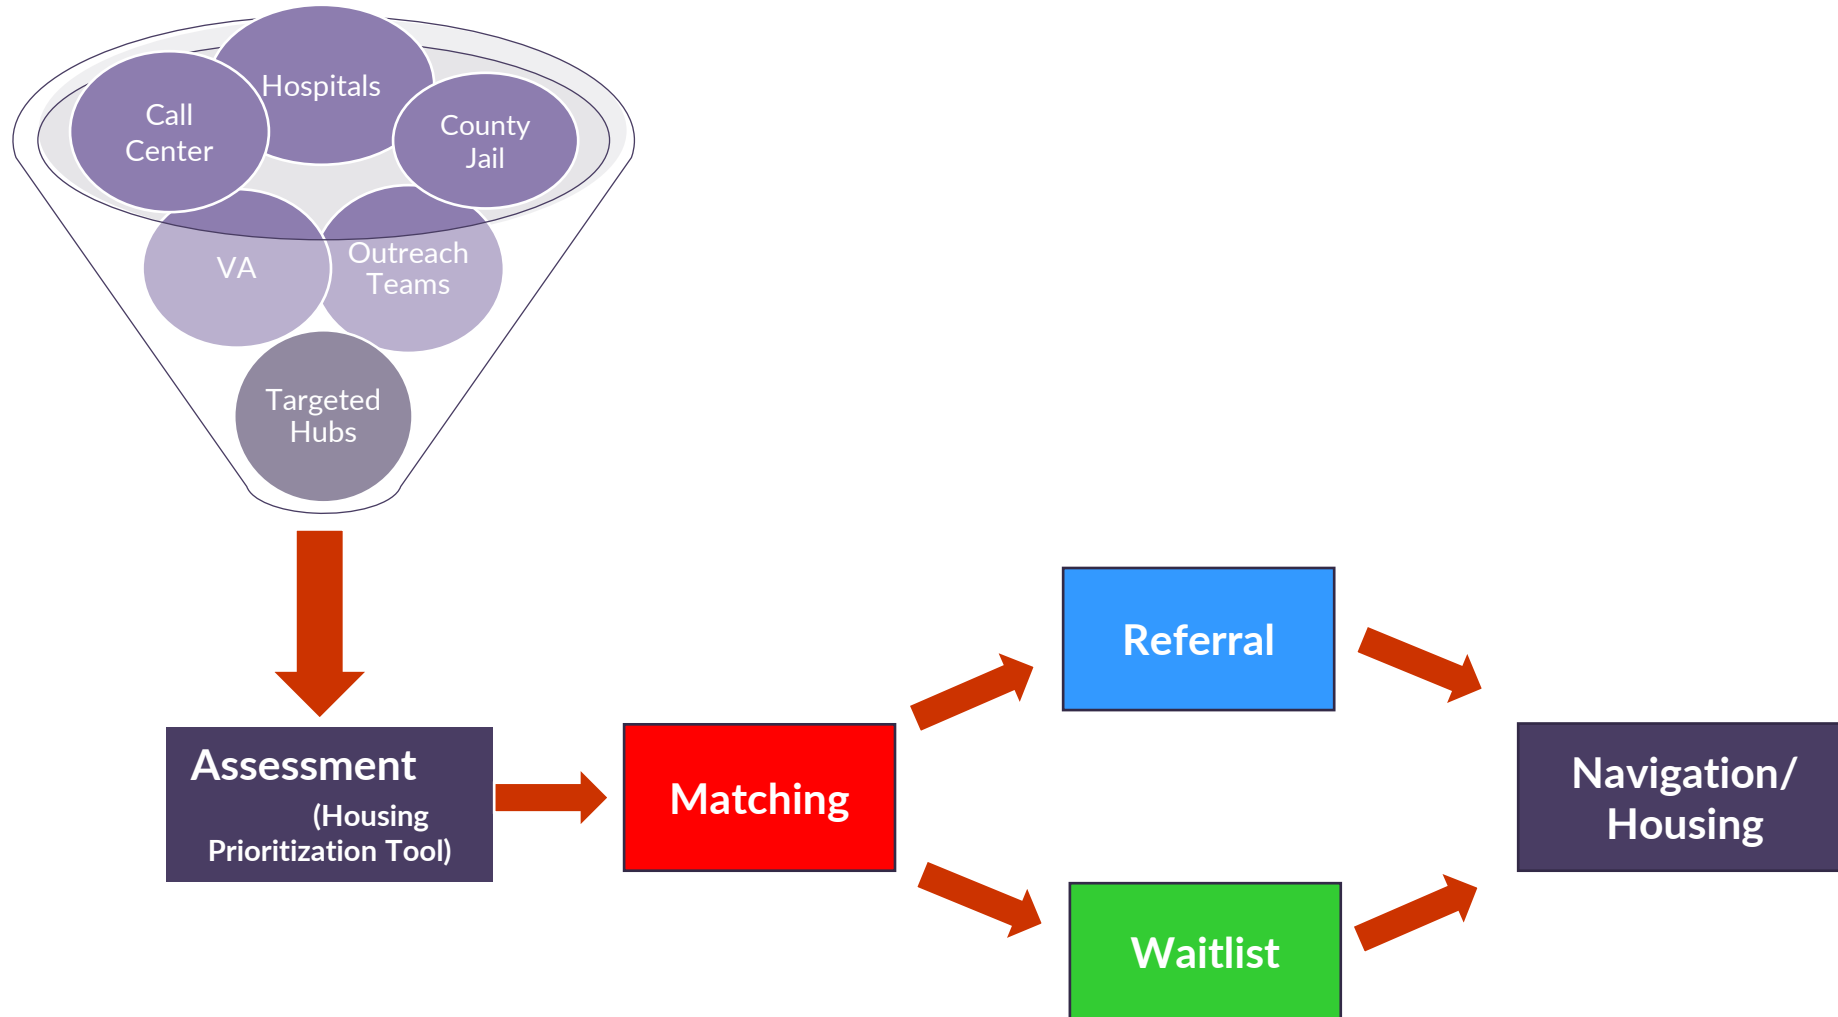 Hospitals
Call
Center
County
Jail
VA
Outreach
Teams
Targeted
Hubs
Assessment
(Housing
Prioritization Tool)
Matching
Referral
Waitlist
Navigation/
Housing